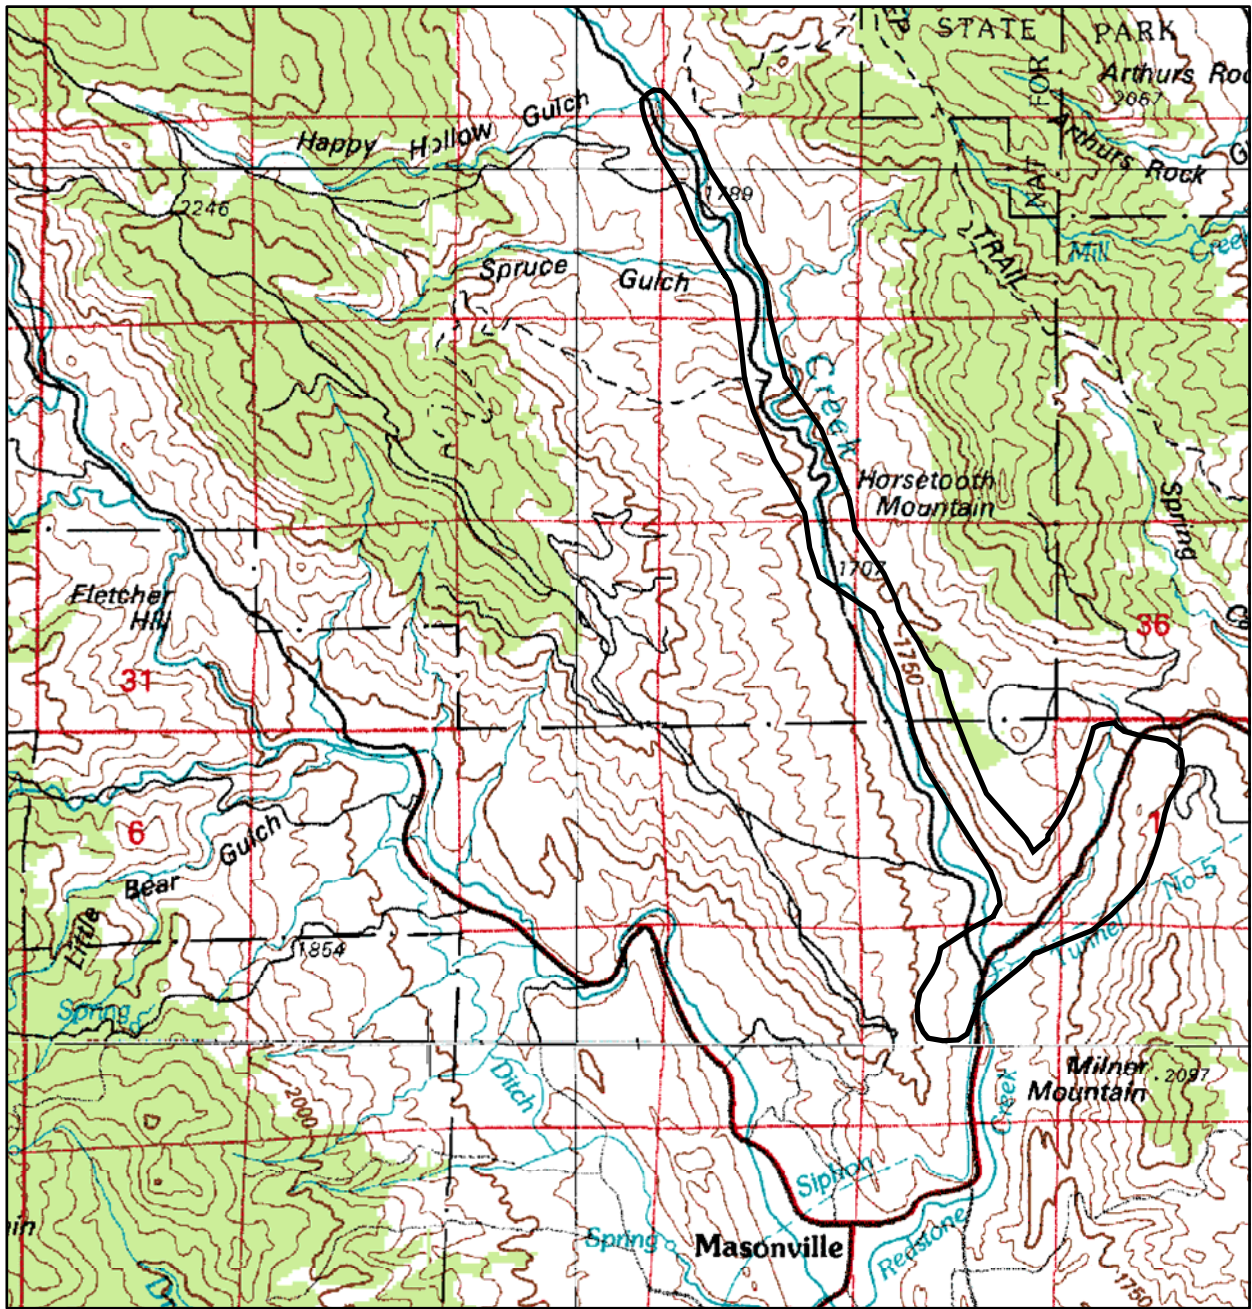 STATE PARK
FOR
NAT
Arthurs Roc
2067
Arthurs Rock
Gulch
Happy Hollow
1789
2246
TRAIL
Mill Creek
Spruce Gulch
Creek
Horsetooth
Mountain
Spring
1707
Fletcher
Hill
36
31
1750
6
1
Gulch
Bear
Little
No 5
Tunnel
1854
Spring
Ditch
2000
Milner
Mountain
2097
Creek
Siphon
Spring
Masonville
Redstone
1750